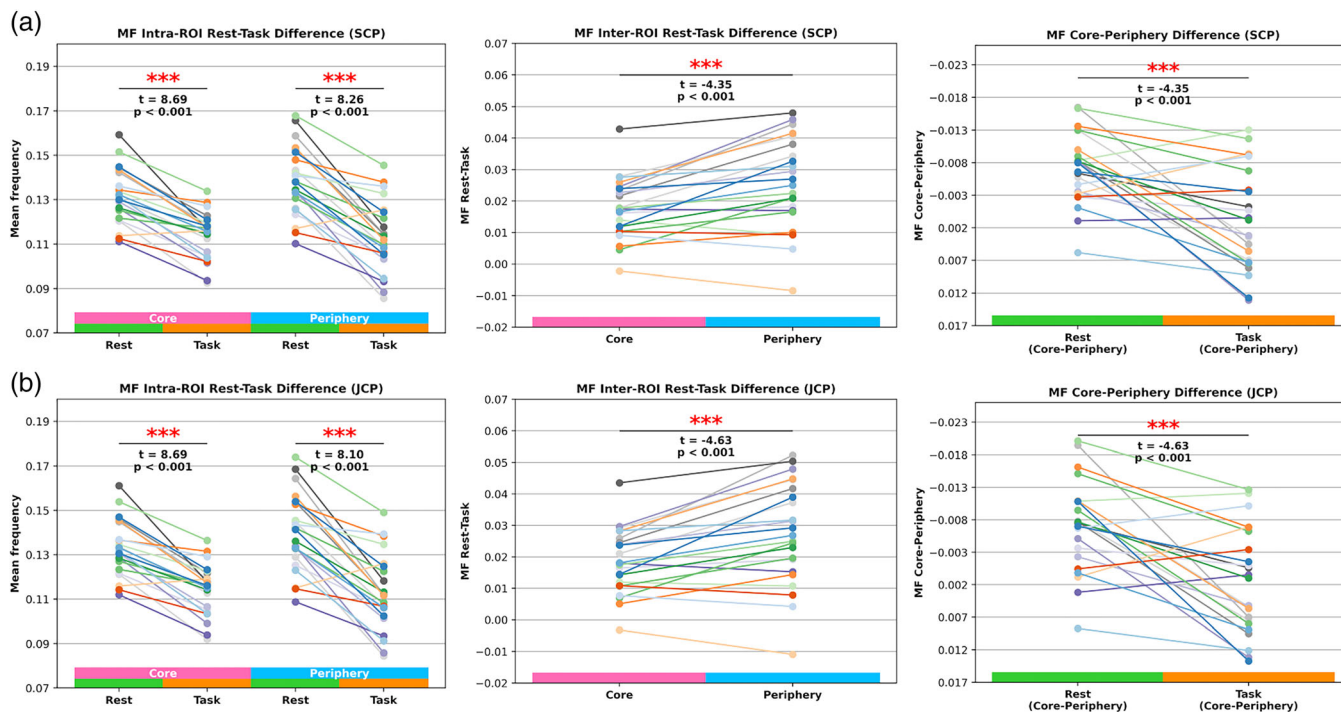 (a)
MF Intra-ROI Rest-Task Difference (SCP)
Mean frequency
0.19
0.17
0.15
0.13
0.11
0.09
0.07
***
t = 8.69
p < 0.001
***
t = 8.26
p < 0.001
Core
Periphery
Rest
Task
Rest
Task
MF Inter-ROI Rest-Task Difference (SCP)
MF Rest-Task
0.07
0.06
0.05
0.04
0.03
0.02
0.01
0.00
−0.01
−0.02
***
t = -4.35
p < 0.001
Core
Periphery
MF Core-Periphery Difference (SCP)
MF Core-Periphery
−0.023
−0.018
−0.013
−0.008
−0.003
0.002
0.007
0.012
0.017
***
t = -4.35
p < 0.001
Rest
(Core-Periphery)
Task
(Core-Periphery)
(b)
MF Intra-ROI Rest-Task Difference (JCP)
Mean frequency
0.19
0.17
0.15
0.13
0.11
0.09
0.07
***
t = 8.69
p < 0.001
***
t = 8.10
p < 0.001
Core
Periphery
Rest
Task
Rest
Task
MF Inter-ROI Rest-Task Difference (JCP)
MF Rest-Task
0.07
0.06
0.05
0.04
0.03
0.02
0.01
0.00
−0.01
−0.02
***
t = -4.63
p < 0.001
Core
Periphery
MF Core-Periphery Difference (JCP)
MF Core-Periphery
−0.023
−0.018
−0.013
−0.008
−0.003
0.002
0.007
0.012
0.017
***
t = -4.63
p < 0.001
Rest
(Core-Periphery)
Task
(Core-Periphery)